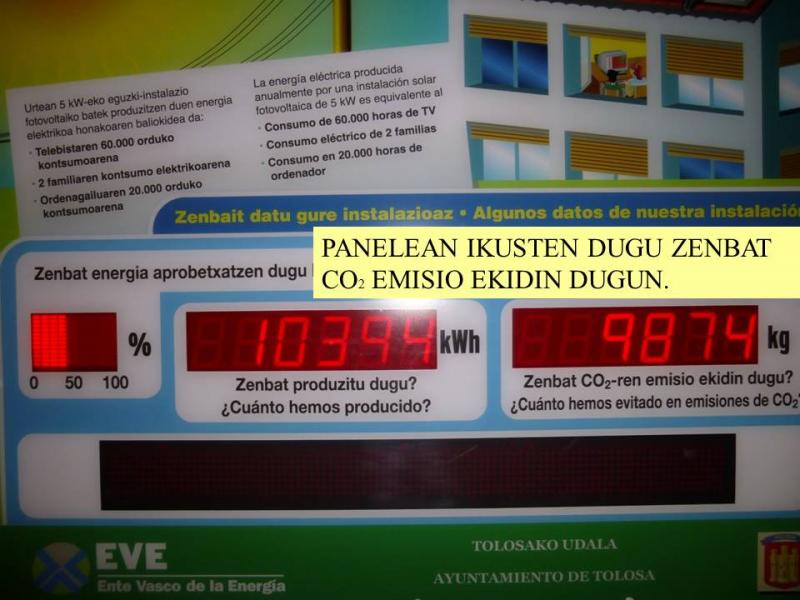 Urtean 5 kW-eko eguzki-instalazio
fotovoltaiko batek produzitzen duen energia
elektrikoa honakoaren baliokidea da:
· Telebistaren 60.000 orduko
kontsumoarena
· 2 familiaren kontsumo elektrikoarena
· Ordenagailuaren 20.000 orduko
kontsumoarena
La energía eléctrica producida
anualmente por una instalación solar
fotovoltaica de 5 kW es equivalente al
· Consumo de 60.000 horas de TV
· Consumo eléctrico de 2 familias
· Consumo en 20.000 horas de
ordenador
Zenbait datu gure instalazioaz • Algunos datos de nuestra instalación
PANELEAN IKUSTEN DUGU ZENBAT
CO2 EMISIO EKIDIN DUGUN.
Zenbat energia aprobetxatzen dugu
%
0 50 100
10394 kWh
Zenbat produzitu dugu?
¿Cuánto hemos producido?
9874 kg
Zenbat CO2-ren emisio ekidin dugu?
¿Cuánto hemos evitado en emisiones de CO2?
EVE
Ente Vasco de la Energía
TOLOSAKO UDALA
AYUNTAMIENTO DE TOLOSA